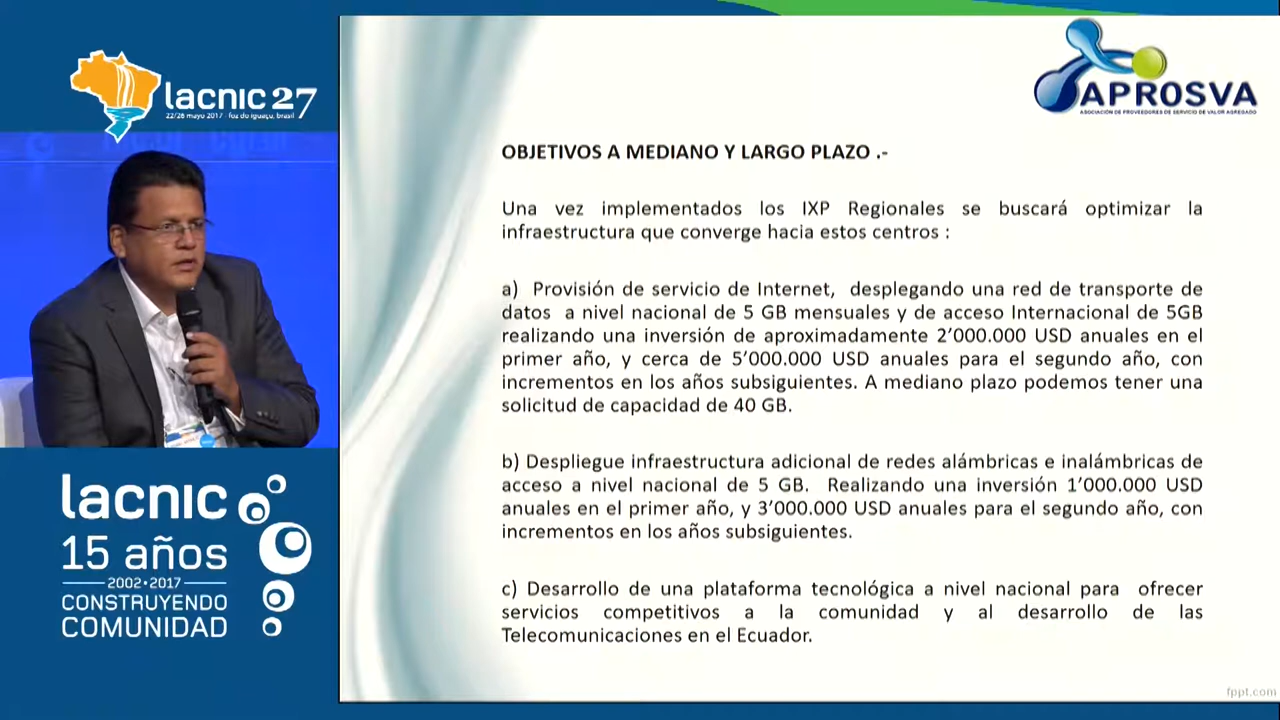 lacnic 27
22/26 mayo 2017 - foz do iguaçu, brasil
APROSVA
ASOCIACIÓN DE PROVEEDORES DE SERVICIO DE VALOR AGREGADO
OBJETIVOS A MEDIANO Y LARGO PLAZO .-
Una vez implementados los IXP Regionales se buscará optimizar la
infraestructura que converge hacia estos centros :
a) Provisión de servicio de Internet, desplegando una red de transporte de
datos a nivel nacional de 5 GB mensuales y de acceso Internacional de 5GB
realizando una inversión de aproximadamente 2’000.000 USD anuales en el
primer año, y cerca de 5’000.000 USD anuales para el segundo año, con
incrementos en los años subsiguientes. A mediano plazo podemos tener una
solicitud de capacidad de 40 GB.
b) Despliegue infraestructura adicional de redes alámbricas e inalámbricas de
acceso a nivel nacional de 5 GB. Realizando una inversión 1’000.000 USD
anuales en el primer año, y 3’000.000 USD anuales para el segundo año, con
incrementos en los años subsiguientes.
c) Desarrollo de una plataforma tecnológica a nivel nacional para ofrecer
servicios competitivos a la comunidad y al desarrollo de las
Telecomunicaciones en el Ecuador.
lacnic
15 años
2002•2017
CONSTRUYENDO
COMUNIDAD
fppt.com